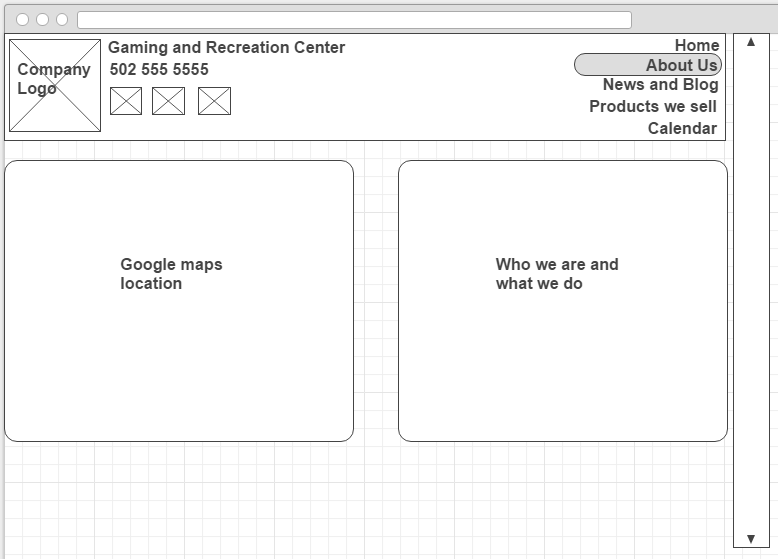 Gaming and Recreation Center
502 555 5555
Company
Logo
Home
About Us
News and Blog
Products we sell
Calendar
Google maps
location
Who we are and
what we do